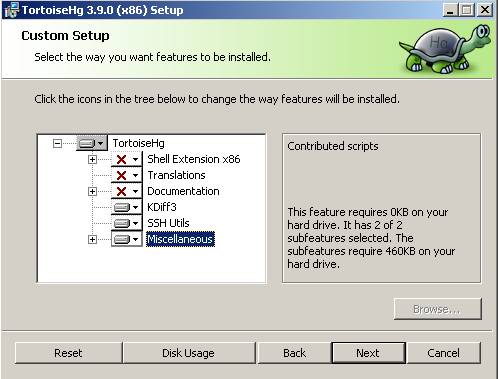 TortoiseHg 3.9.0 (x86) Setup
Custom Setup
Select the way you want features to be installed.
Hg
Click the icons in the tree below to change the way features will be installed.
TortoiseHg
Shell Extension x86
Translations
Documentation
KDiff3
SSH Utils
Miscellaneous
Contributed scripts
This feature requires 0KB on your
hard drive. It has 2 of 2
subfeatures selected. The
subfeatures require 460KB on your
hard drive.
Browse...
Reset
Disk Usage
Back
Next
Cancel